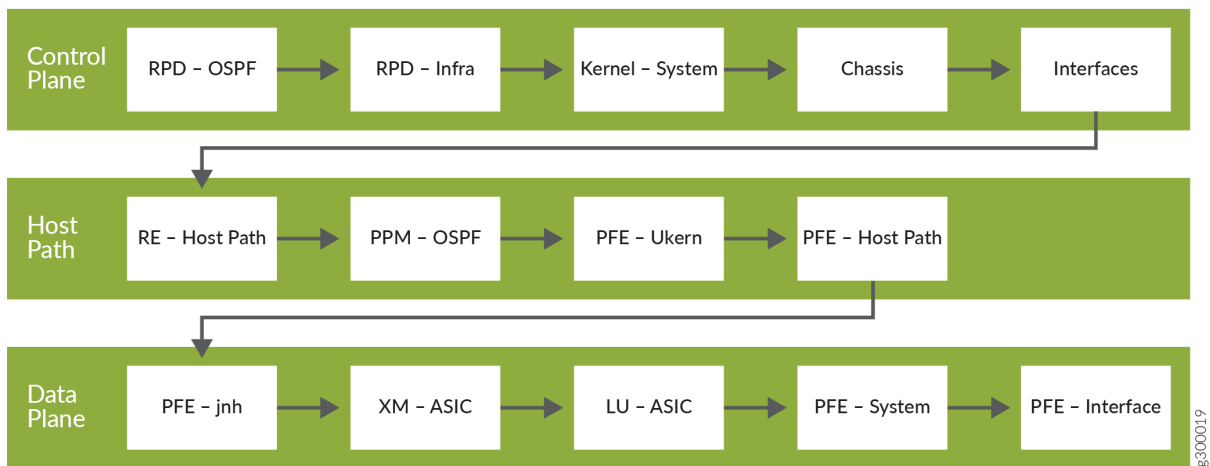 Control
Plane
RPD – OSPF
RPD – Infra
Kernel – System
Chassis
Interfaces
Host
Path
RE – Host Path
PPM – OSPF
PFE – Ukern
PFE – Host Path
Data
Plane
PFE – jnh
XM – ASIC
LU – ASIC
PFE – System
PFE – Interface
g300019